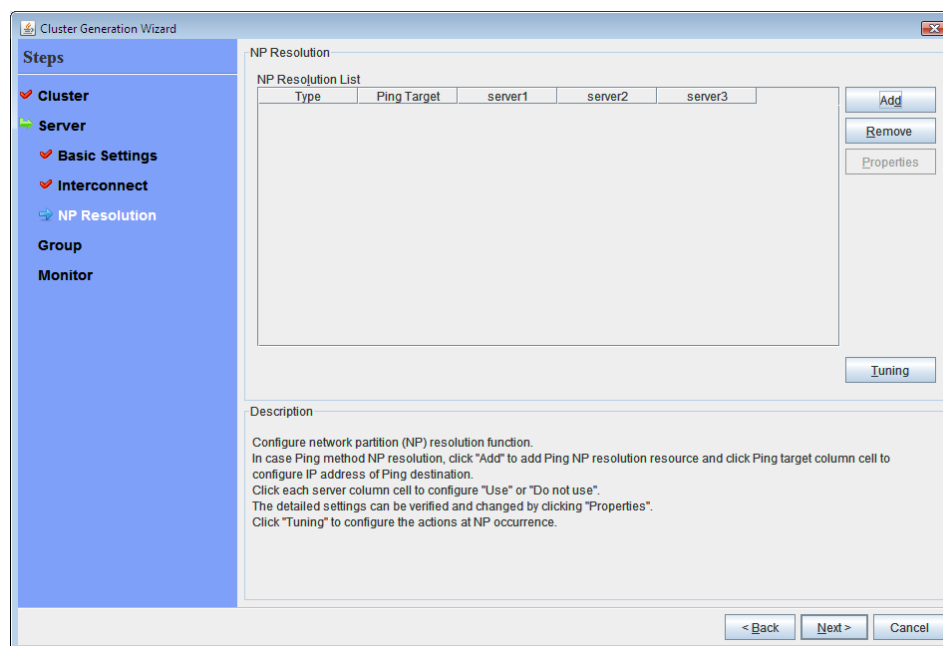 Cluster Generation Wizard
Steps
Cluster
Server
Basic Settings
Interconnect
NP Resolution
Group
Monitor
NP Resolution
NP Resolution List
Type Ping Target server1 server2 server3
Add
Remove
Properties
Tuning
Description
Configure network partition (NP) resolution function.
In case Ping method NP resolution, click "Add" to add Ping NP resolution resource and click Ping target column cell to
configure IP address of Ping destination.
Click each server column cell to configure "Use" or "Do not use".
The detailed settings can be verified and changed by clicking "Properties".
Click "Tuning" to configure the actions at NP occurrence.
< Back Next > Cancel